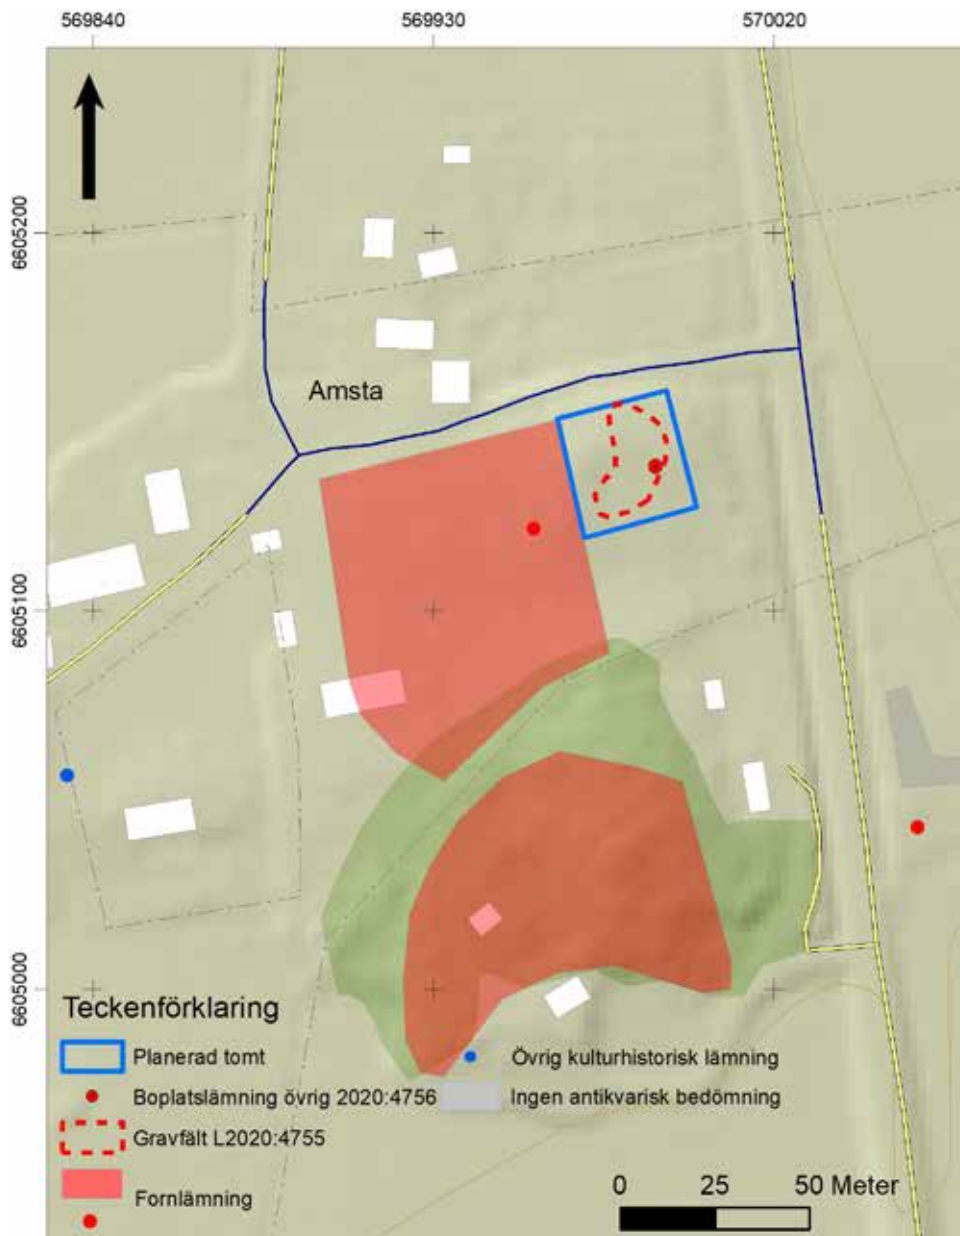 569840 569930 570020
6605200
Amsta
6605100
6605000
Teckenförklaring
Planerad tomt
Boplatslämning övrig 2020:4756
Gravfält L2020:4755
Fornlämning
Övrig kulturhistorisk lämning
Ingen antikvarisk bedömning
0 25 50 Meter